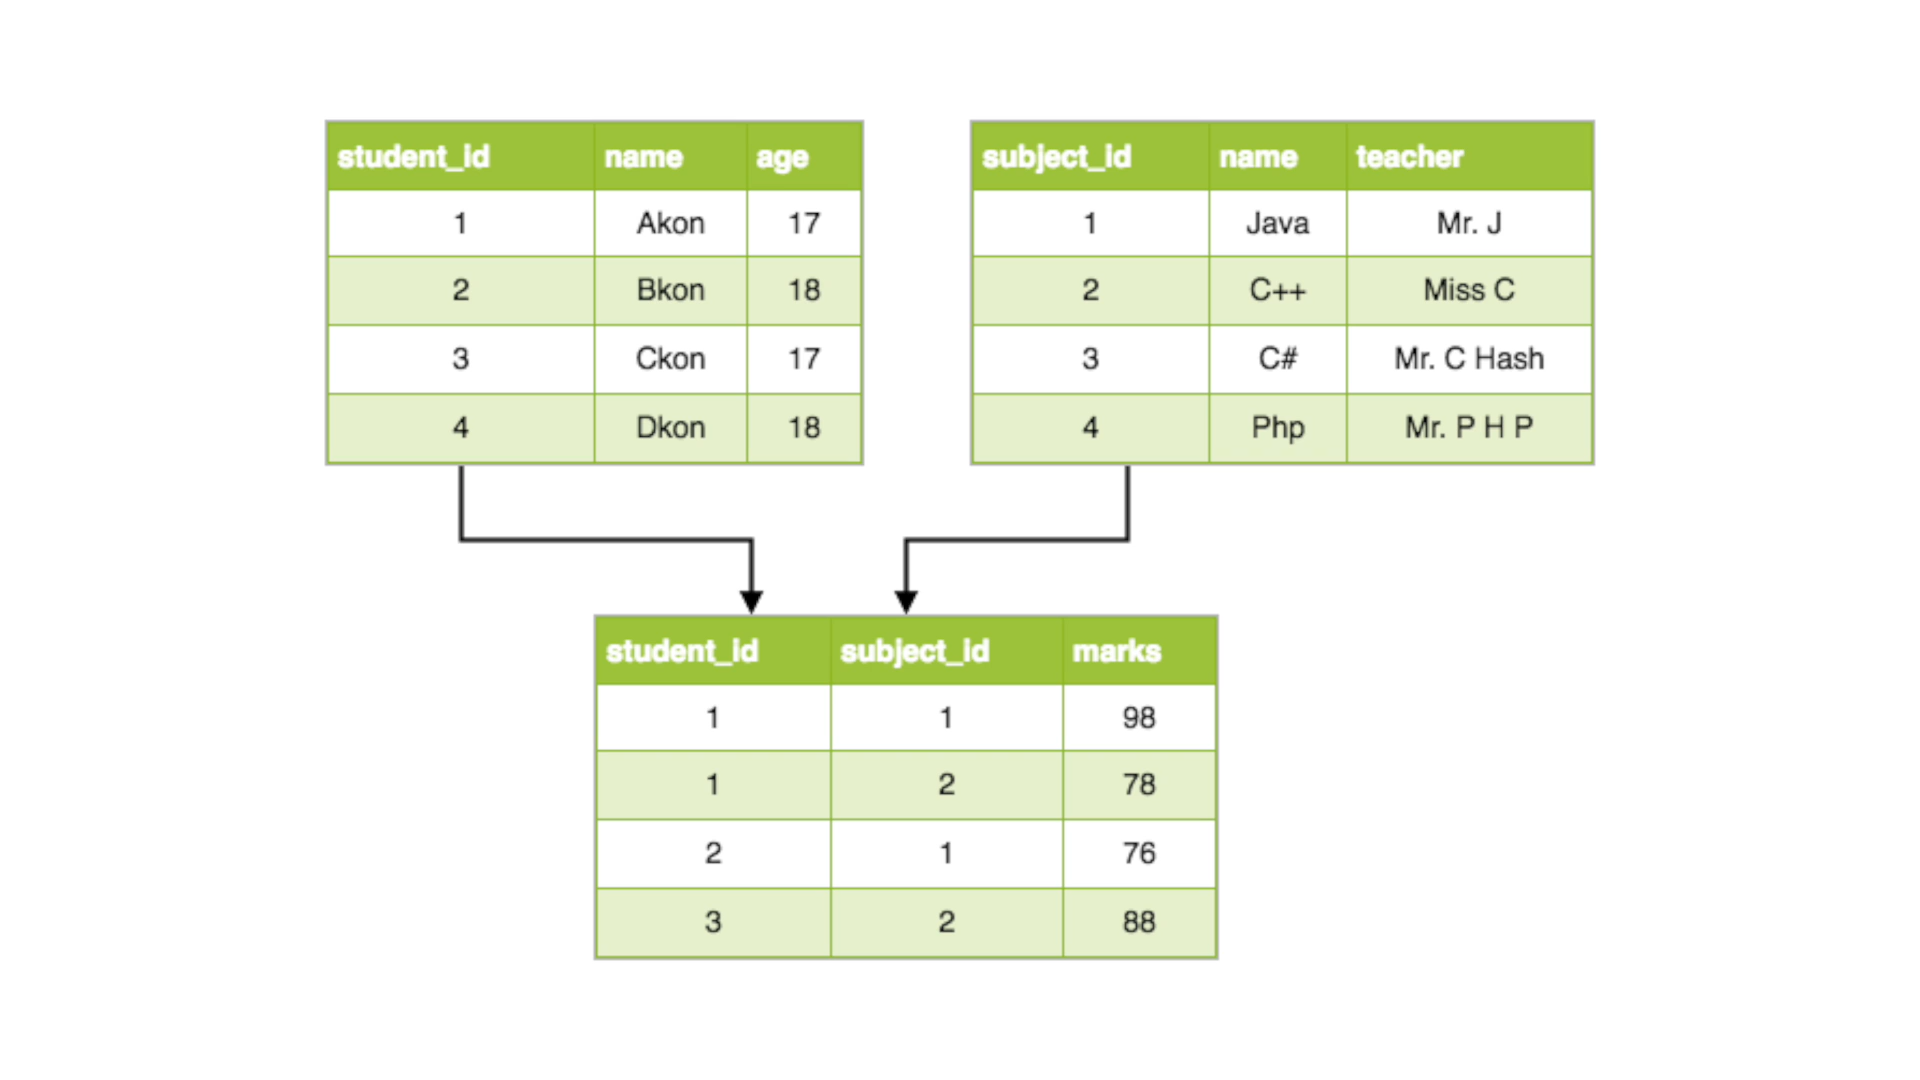 student_id name age
1 Akon 17
2 Bkon 18
3 Ckon 17
4 Dkon 18
subject_id name teacher
1 Java Mr. J
2 C++ Miss C
3 C# Mr. C Hash
4 Php Mr. P H P
student_id subject_id marks
1 1 98
1 2 78
2 1 76
3 2 88